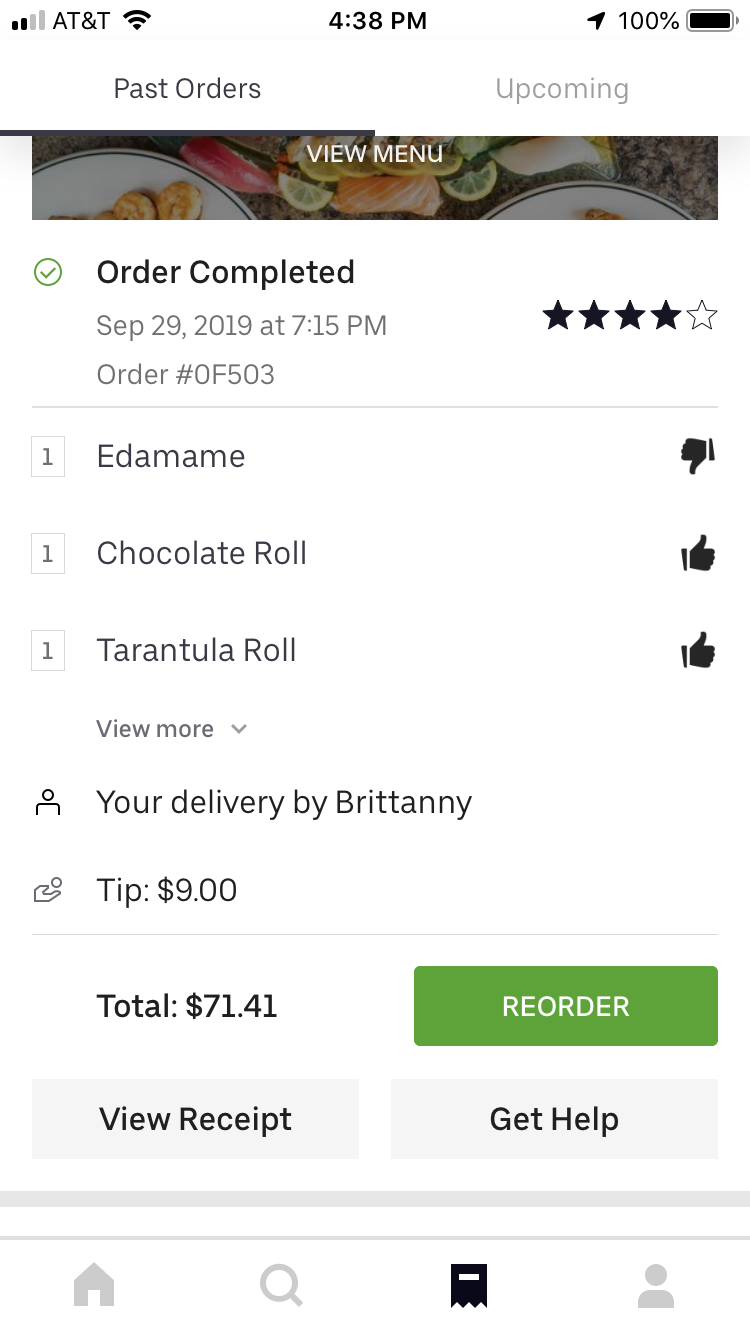 AT&T 4:38 PM 100%
Past Orders Upcoming
VIEW MENU
Order Completed
Sep 29, 2019 at 7:15 PM
Order #0F503
1 Edamame
1 Chocolate Roll
1 Tarantula Roll
View more
Your delivery by Brittanny
Tip: $9.00
Total: $71.41 REORDER
View Receipt Get Help